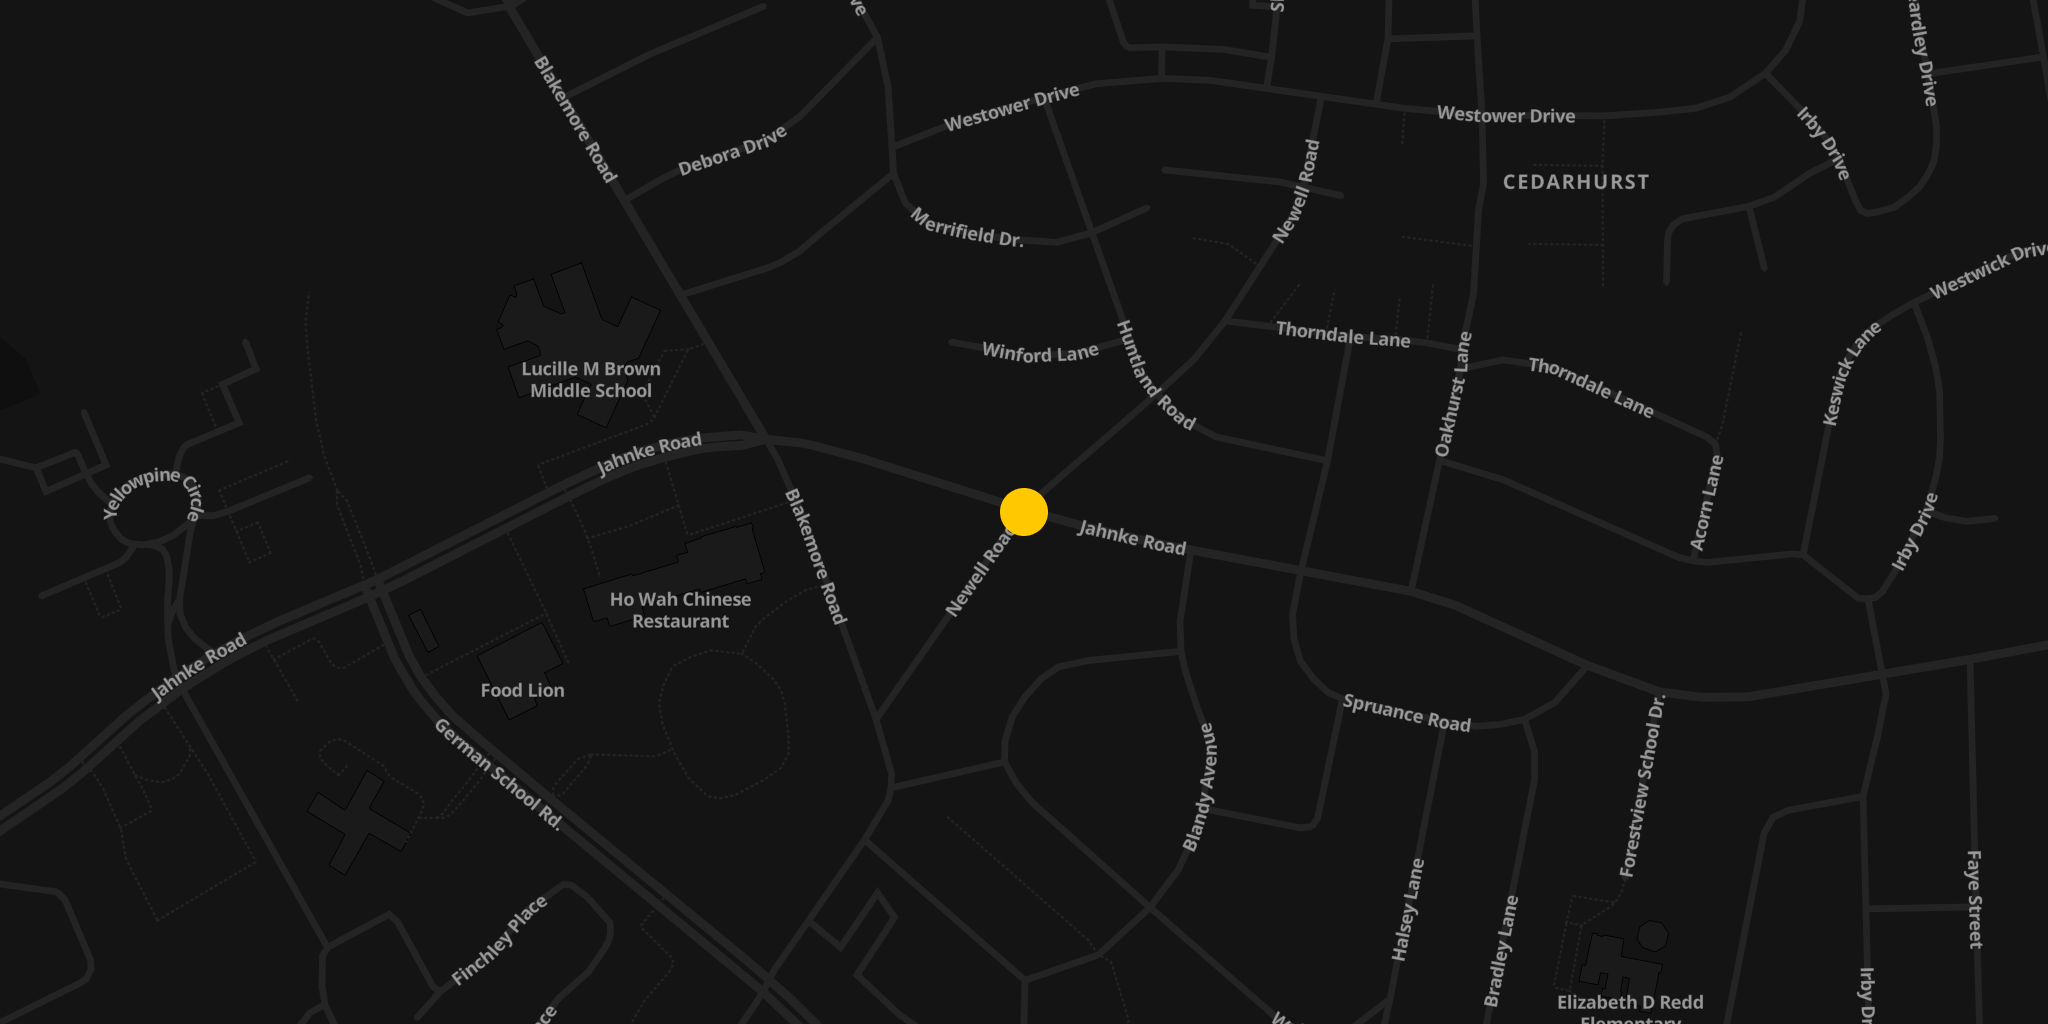 Blakemore Road
Debora Drive
Westower Drive
Westower Drive
Irby Drive
CEDARHURST
Newell Road
Merrifield Dr.
Westwick Drive
Winford Lane
Huntland Road
Thorndale Lane
Oakhurst Lane
Thorndale Lane
Keswick Lane
Lucille M Brown
Middle School
Jahnke Road
Yellowpine Circle
Blakemore Road
Jahnke Road
Newell Road
Acorn Lane
Irby Drive
Ho Wah Chinese
Restaurant
Jahnke Road
Food Lion
German School Rd.
Spruance Road
Blandy Avenue
Forestview School Dr.
Halsey Lane
Bradley Lane
Faye Street
Finchley Place
Irby Dr
Elizabeth D Redd
Elementary